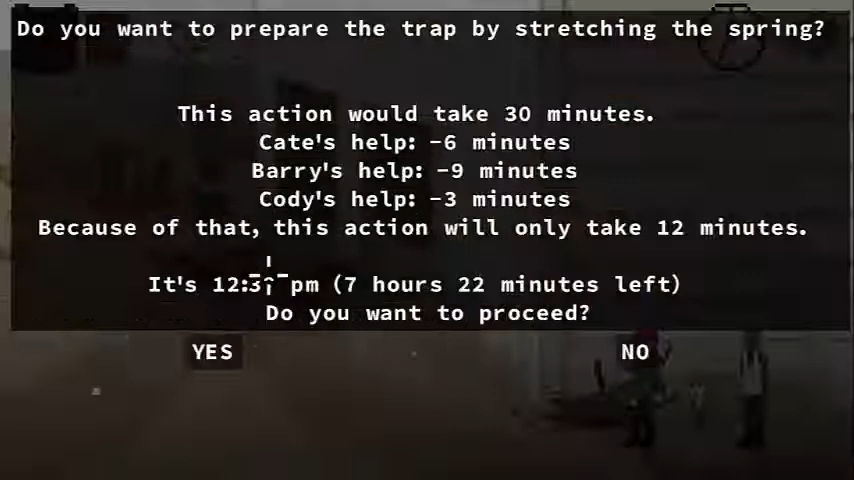 Do you want to prepare the trap by stretching the spring?
This action would take 30 minutes.
Cate's help: -6 minutes
Barry's help: -9 minutes
Cody's help: -3 minutes
Because of that, this action will only take 12 minutes.
It's pm (7 hours 22 minutes left)
Do you want to proceed?
YES
NO